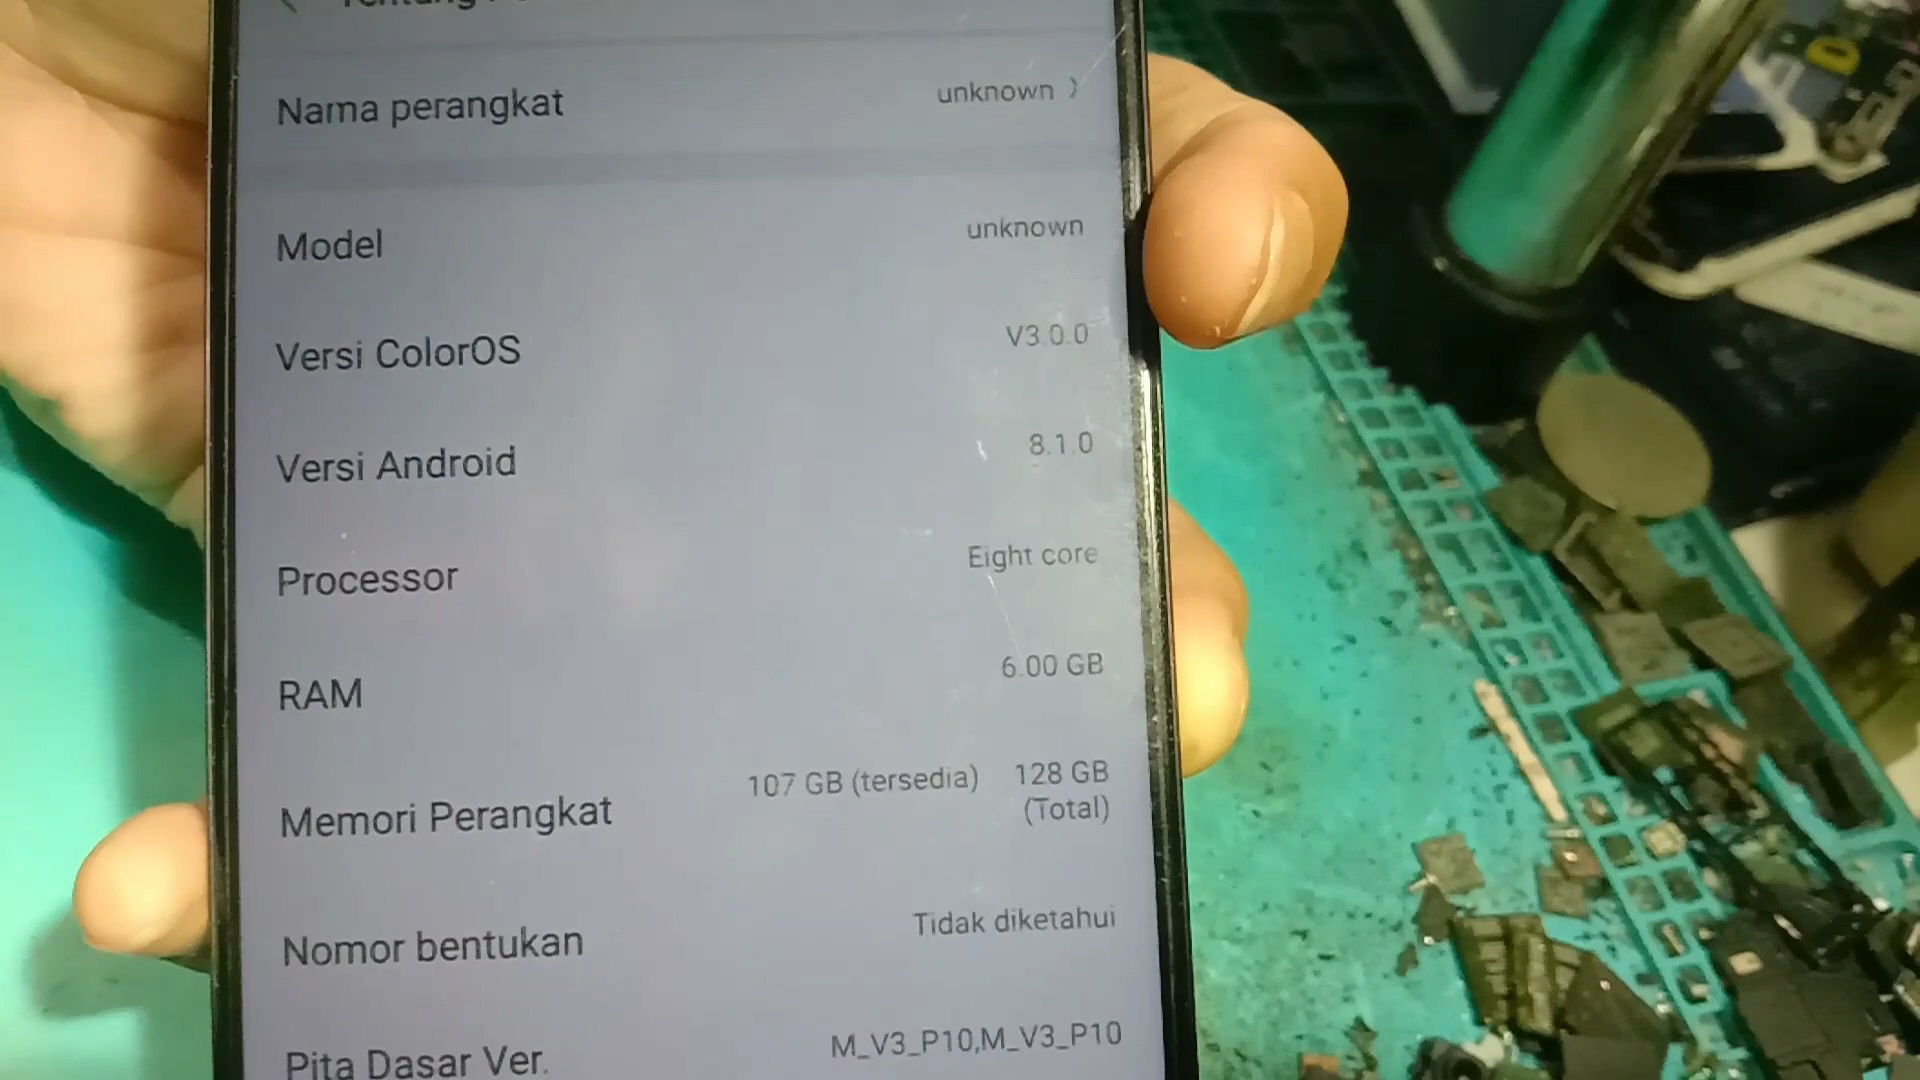 Nama perangkat unknown
Model unknown
Versi ColorOS V3.0.0
Versi Android 8.1.0
Processor Eight core
RAM 6.00 GB
Memori Perangkat 107 GB (tersedia) 128 GB
(Total)
Nomor bentukan Tidak diketahui
Pita Dasar Ver. M_V3_P10,M_V3_P10